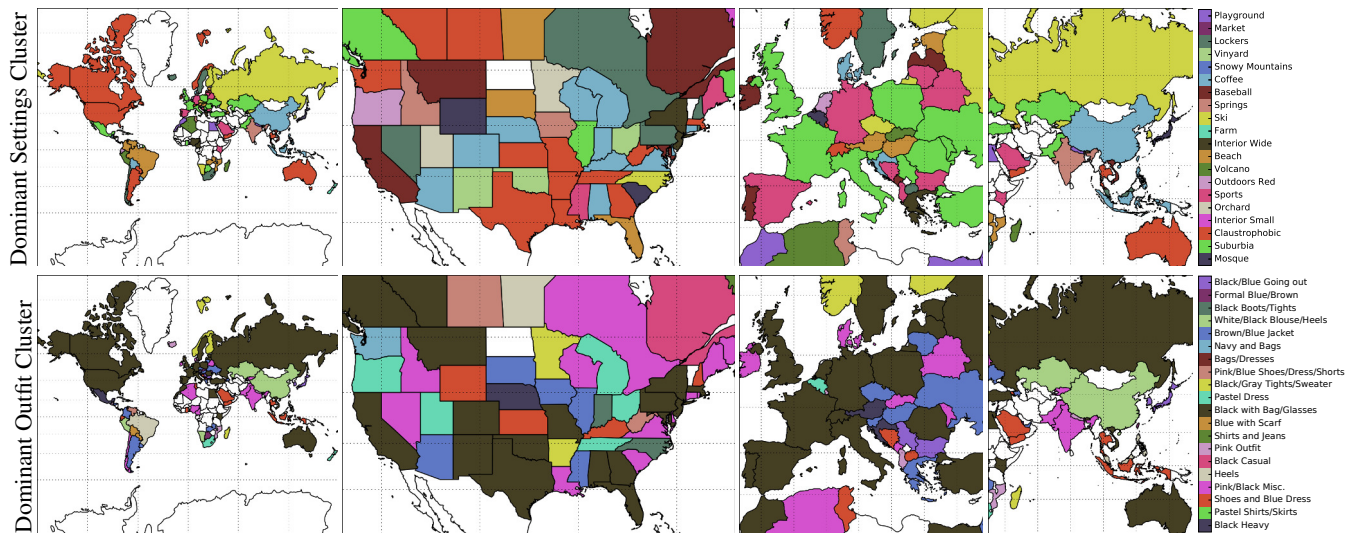 Dominant Settings Cluster
Playground
Market
Lockers
Vinyard
Snowy Mountains
Coffee
Baseball
Springs
Ski
Farm
Interior Wide
Beach
Volcano
Outdoors Red
Sports
Orchard
Interior Small
Claustrophobic
Suburbia
Mosque
Dominant Outfit Cluster
Black/Blue Going out
Formal Blue/Brown
Black Boots/Tights
White/Black Blouse/Heels
Brown/Blue Jacket
Navy and Bags
Bags/Dresses
Pink/Blue Shoes/Dress/Shorts
Black/Gray Tights/Sweater
Pastel Dress
Black with Bag/Glasses
Blue with Scarf
Shirts and Jeans
Pink Outfit
Black Casual
Heels
Pink/Black Misc.
Shoes and Blue Dress
Pastel Shirts/Skirts
Black Heavy